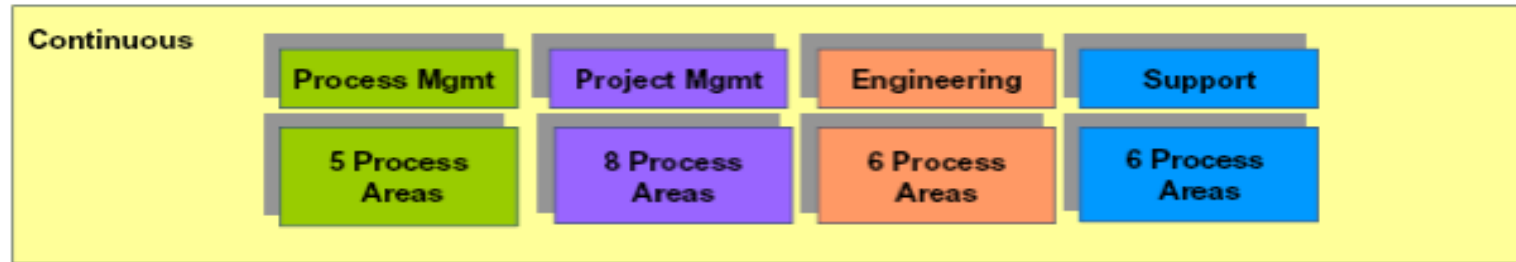 Continuous
Process Mgmt
Project Mgmt
Engineering
Support
5 Process
Areas
8 Process
Areas
6 Process
Areas
6 Process
Areas